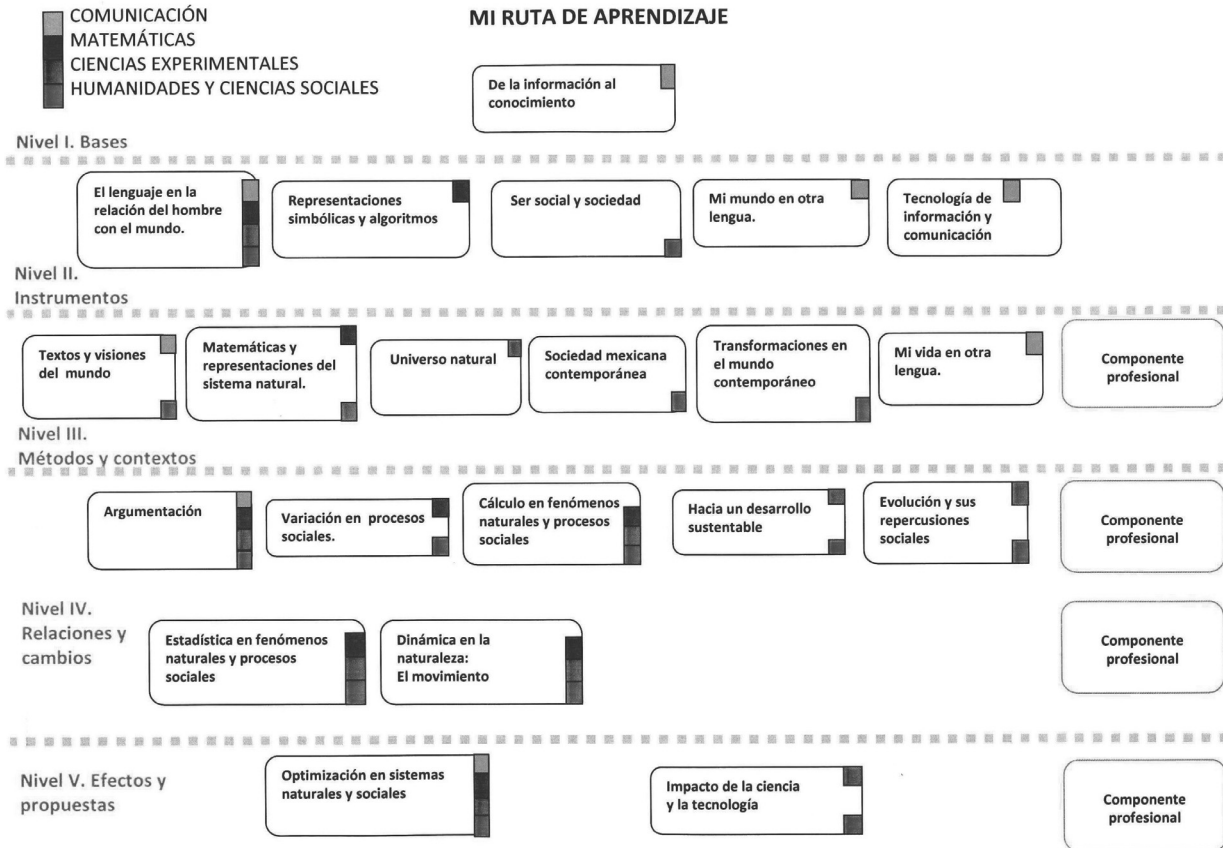 COMUNICACIÓN
MATEMÁTICAS
CIENCIAS EXPERIMENTALES
HUMANIDADES Y CIENCIAS SOCIALES
MI RUTA DE APRENDIZAJE
De la información al
conocimiento
Nivel I. Bases
El lenguaje en la
relación del hombre
con el mundo.
Representaciones
simbólicas y algoritmos
Ser social y sociedad
Mi mundo en otra
lengua.
Tecnología de
información y
comunicación
Nivel II.
Instrumentos
Textos y visiones
del mundo
Matemáticas y
representaciones del
sistema natural.
Universo natural
Sociedad mexicana
contemporánea
Transformaciones en
el mundo
contemporáneo
Mi vida en otra
lengua.
Componente
profesional
Nivel III.
Métodos y contextos
Argumentación
Variación en procesos
sociales.
Cálculo en fenómenos
naturales y procesos
sociales
Hacia un desarrollo
sustentable
Evolución y sus
repercusiones
sociales
Componente
profesional
Nivel IV.
Relaciones y
cambios
Estadística en fenómenos
naturales y procesos
sociales
Dinámica en la
naturaleza:
El movimiento
Componente
profesional
Nivel V. Efectos y
propuestas
Optimización en sistemas
naturales y sociales
Impacto de la ciencia
y la tecnología
Componente
profesional